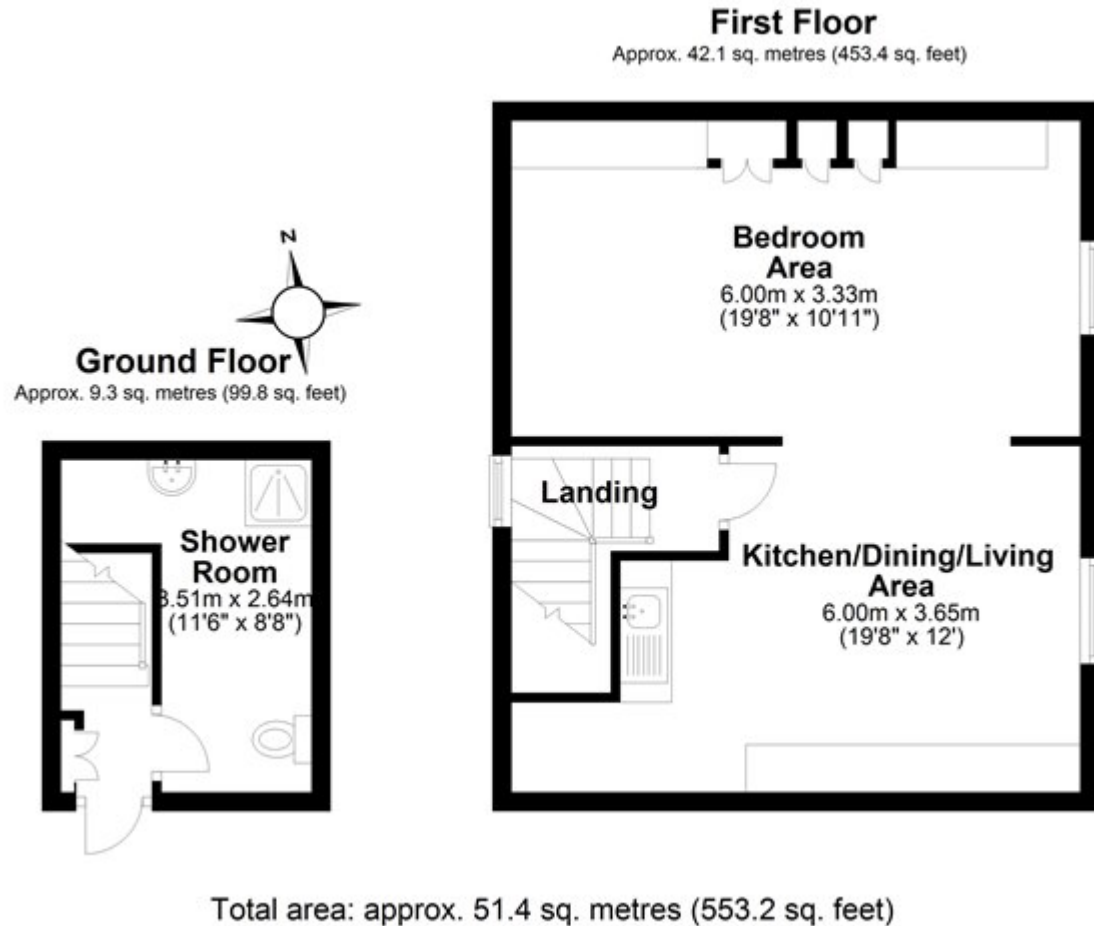 First Floor
Approx. 42.1 sq. metres (453.4 sq. feet)
Bedroom
Area
6.00m x 3.33m
(19'8" x 10'11")
N
Ground Floor
Approx. 9.3 sq. metres (99.8 sq. feet)
Landing
Shower
Room
3.51m x 2.64m
(11'6" x 8'8")
Kitchen/Dining/Living
Area
6.00m x 3.65m
(19'8" x 12')
Total area: approx. 51.4 sq. metres (553.2 sq. feet)